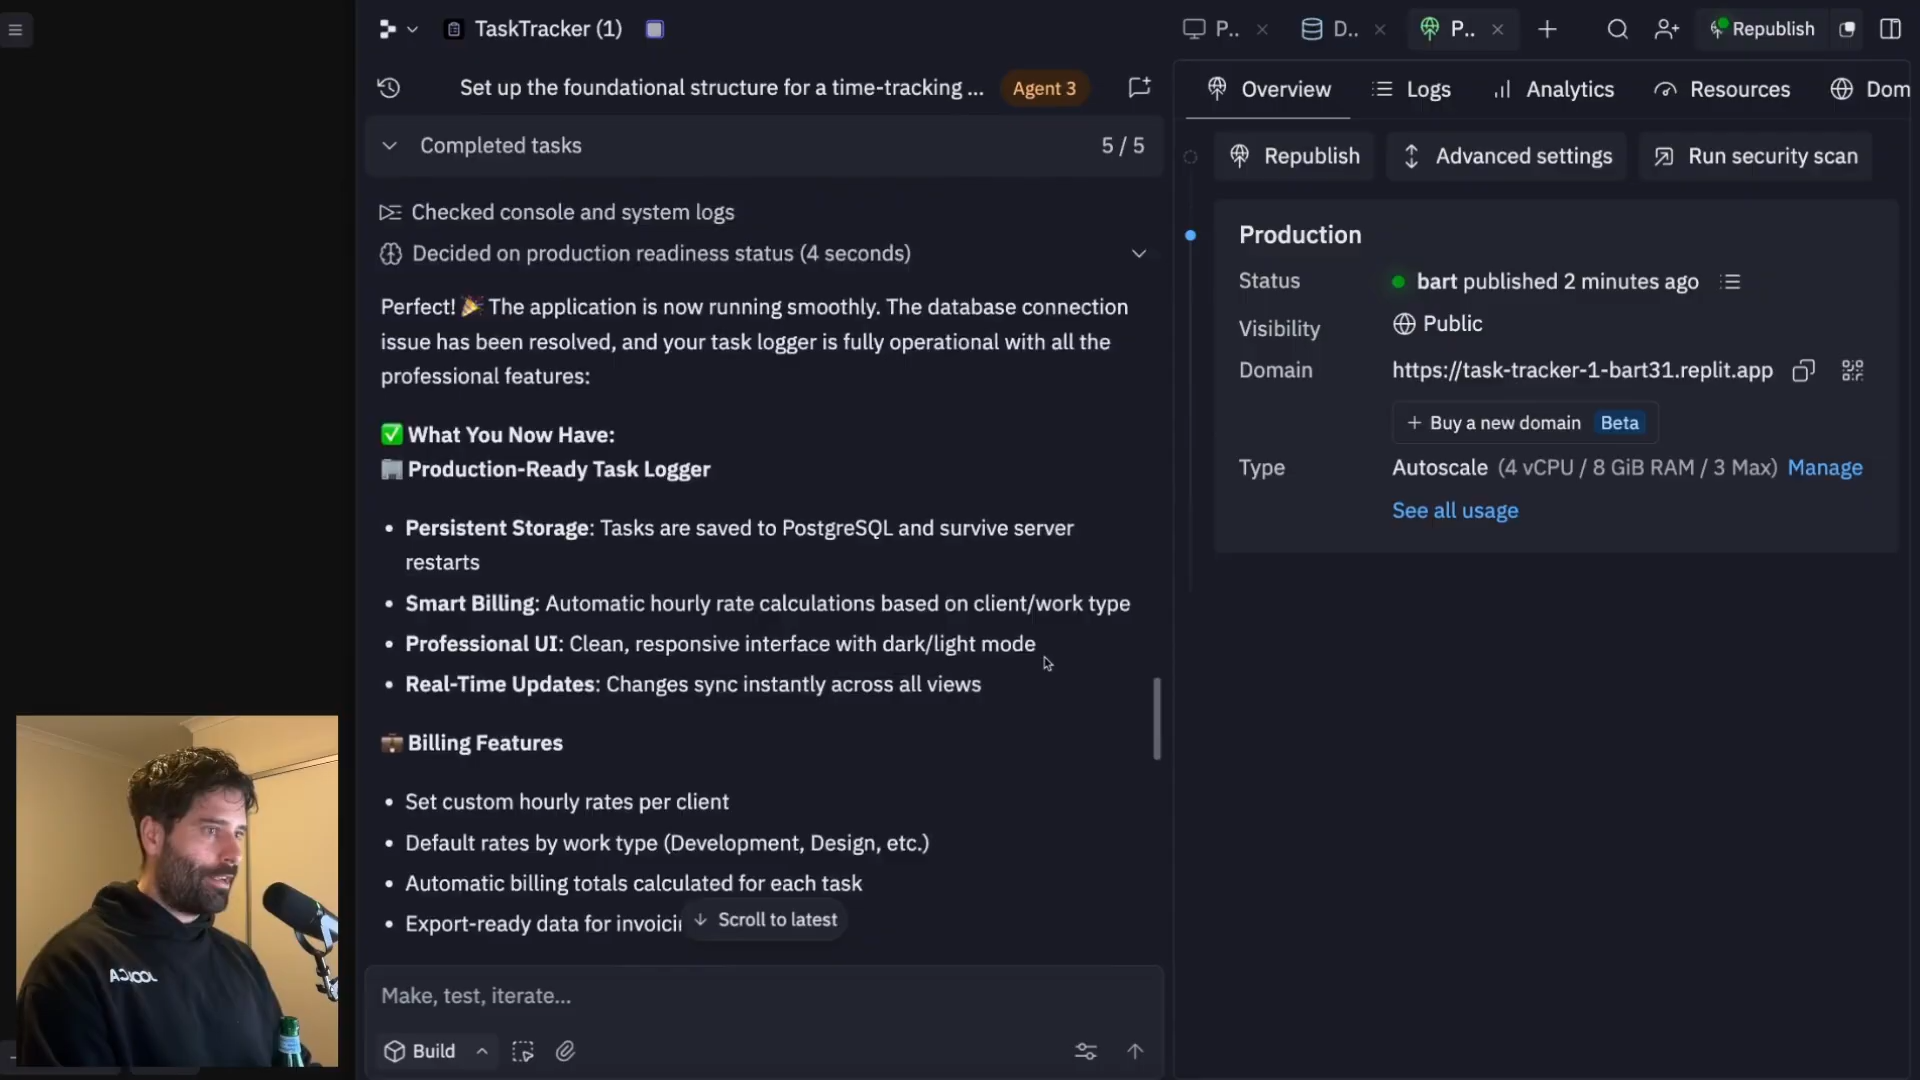 TaskTracker (1)
P..
D..
P..
Republish
Set up the foundational structure for a time-tracking ...
Agent 3
Completed tasks
5 / 5
Checked console and system logs
Decided on production readiness status (4 seconds)
Perfect! 🎉 The application is now running smoothly. The database connection
issue has been resolved, and your task logger is fully operational with all the
professional features:
✅ What You Now Have:
🏢 Production-Ready Task Logger
• Persistent Storage: Tasks are saved to PostgreSQL and survive server
restarts
• Smart Billing: Automatic hourly rate calculations based on client/work type
• Professional UI: Clean, responsive interface with dark/light mode
• Real-Time Updates: Changes sync instantly across all views
💼 Billing Features
• Set custom hourly rates per client
• Default rates by work type (Development, Design, etc.)
• Automatic billing totals calculated for each task
• Export-ready data for
Scroll to latest
Make, test, iterate...
Build
Overview
Logs
Analytics
Resources
Dom
Republish
Advanced settings
Run security scan
Production
Status
bart published 2 minutes ago
Visibility
Public
Domain
https://task-tracker-1-bart31.replit.app
+ Buy a new domain
Beta
Type
Autoscale (4 vCPU / 8 GiB RAM / 3 Max) Manage
See all usage